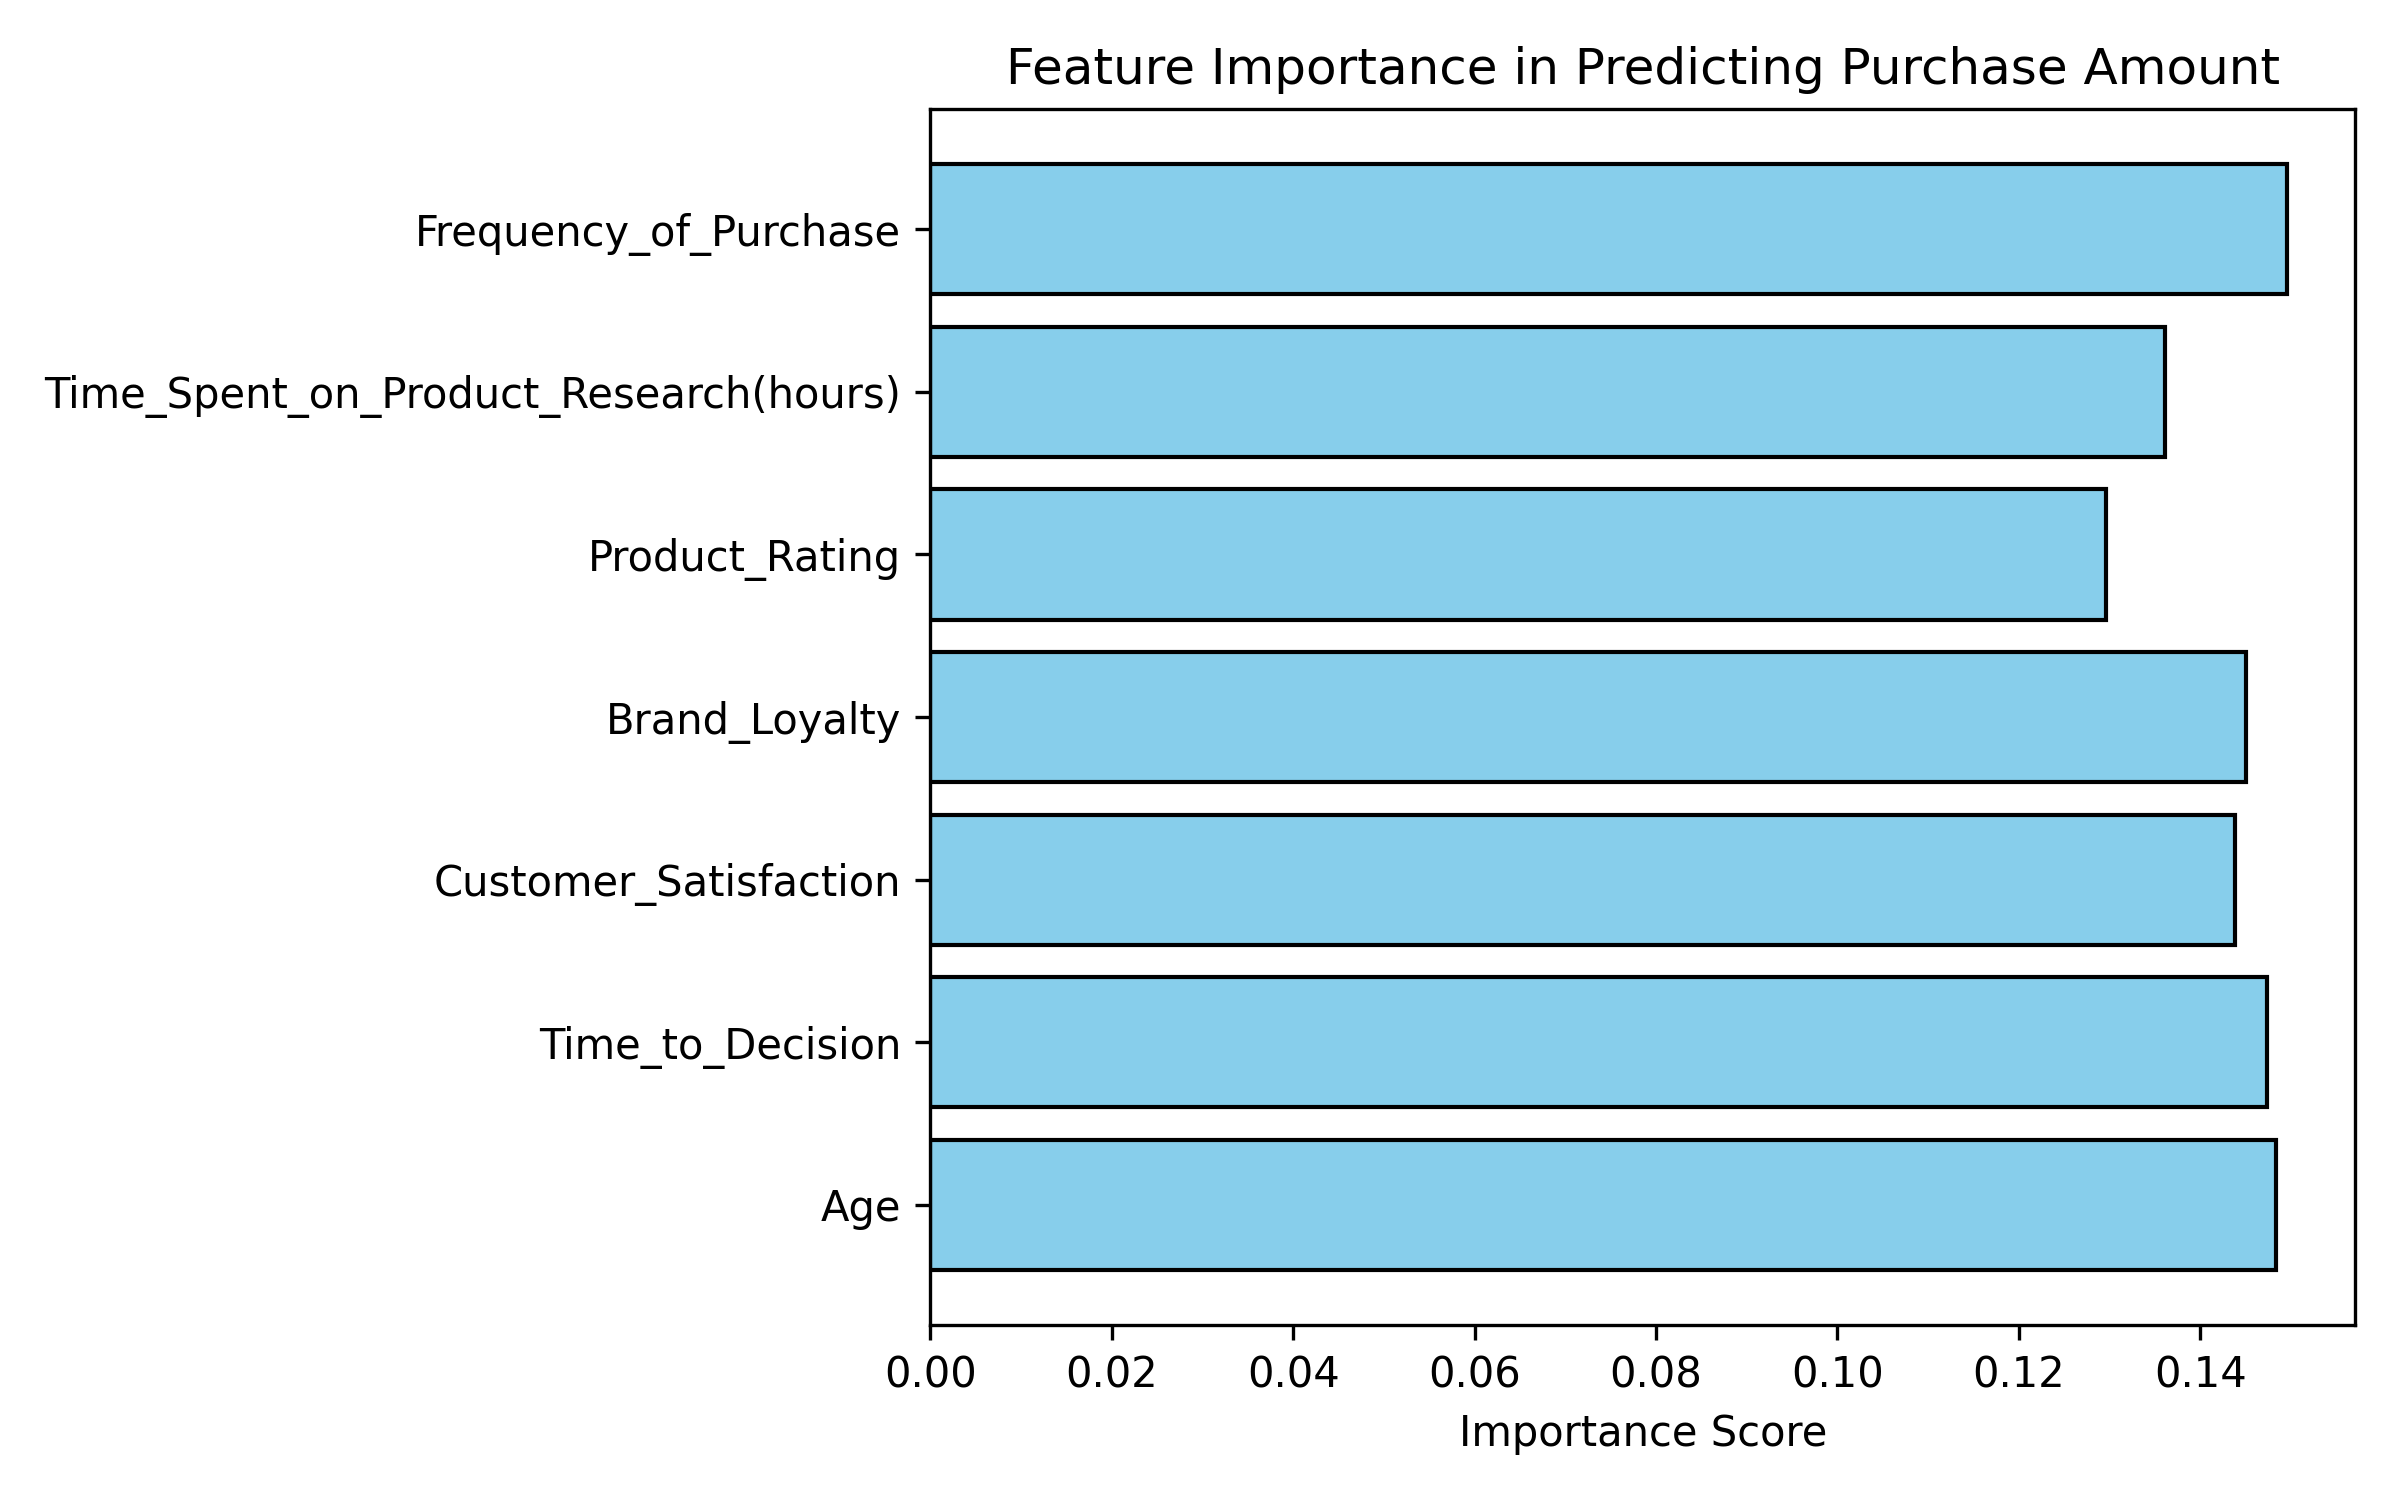 Feature Importance in Predicting Purchase Amount
Frequency_of_Purchase
Time_Spent_on_Product_Research(hours)
Product_Rating
Brand_Loyalty
Customer_Satisfaction
Time_to_Decision
Age
0.00 0.02 0.04 0.06 0.08 0.10 0.12 0.14
Importance Score